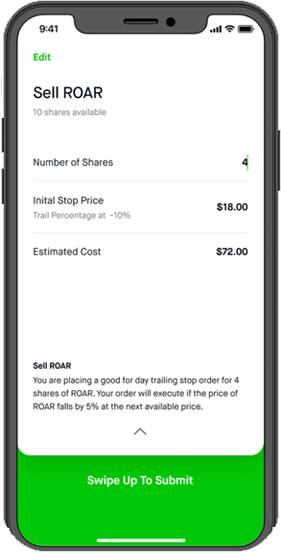 9:41
Edit
Sell ROAR
10 shares available
Number of Shares 4
Inital Stop Price
$18.00
Trail Percentage at -10%
Estimated Cost $72.00
Sell ROAR
You are placing a good for day trailing stop order for 4
shares of ROAR. Your order will execute if the price of
ROAR falls by 5% at the next available price.
Swipe Up To Submit